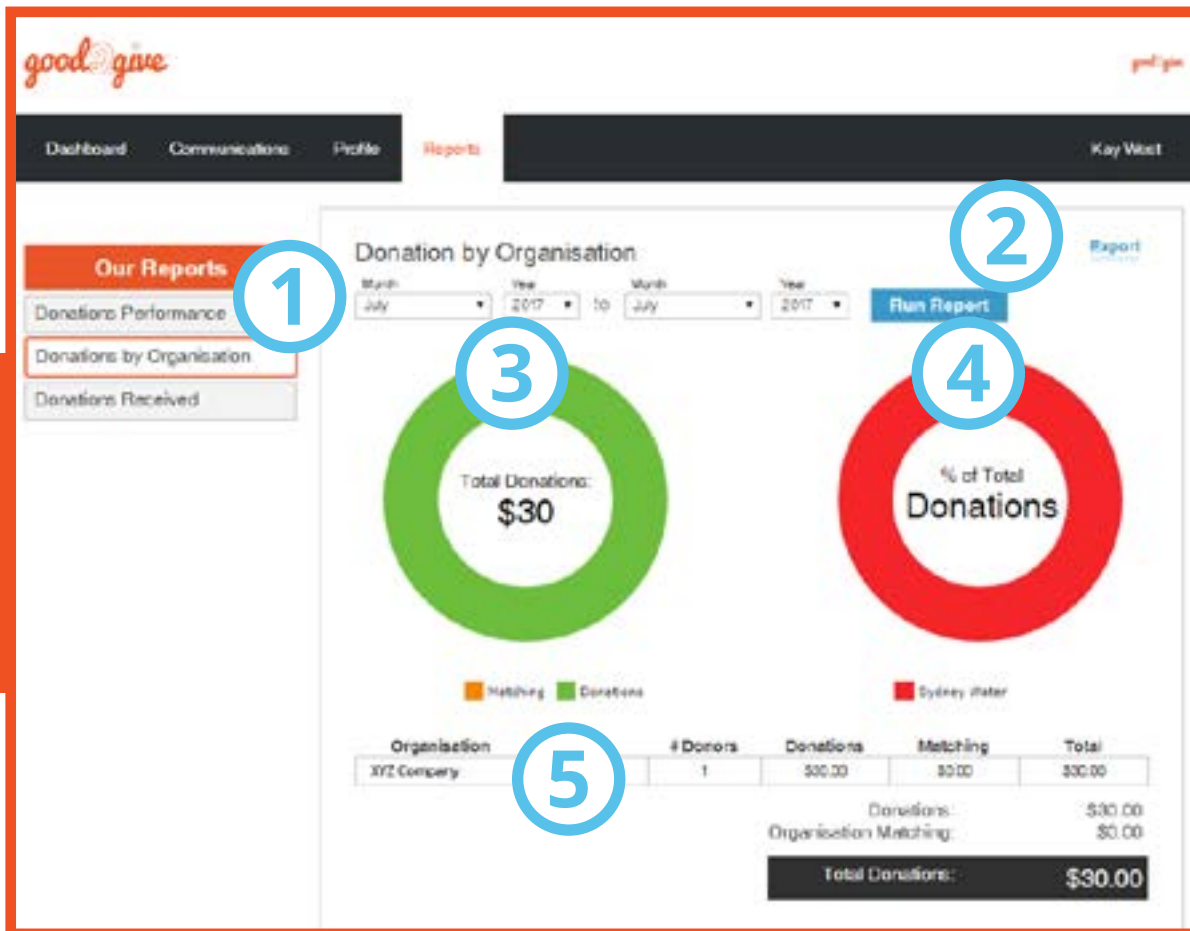 good2give
good2give
Dashboard Communications Profile Reports Kay West
2
Donation by Organisation Export
Our Reports
1
Month Year Month Year
July 2017 to July 2017 Run Report
Donations Performance
Donations by Organisation
Donations Received
3 4
Total Donations:
$30
% of Total
Donations
Matching Donations Sydney Water
Organisation # Donors Donations Matching Total
XYZ Company 1 $30.00 $0.00 $30.00
5
Donations: $30.00
Organisation Matching: $0.00
Total Donations: $30.00